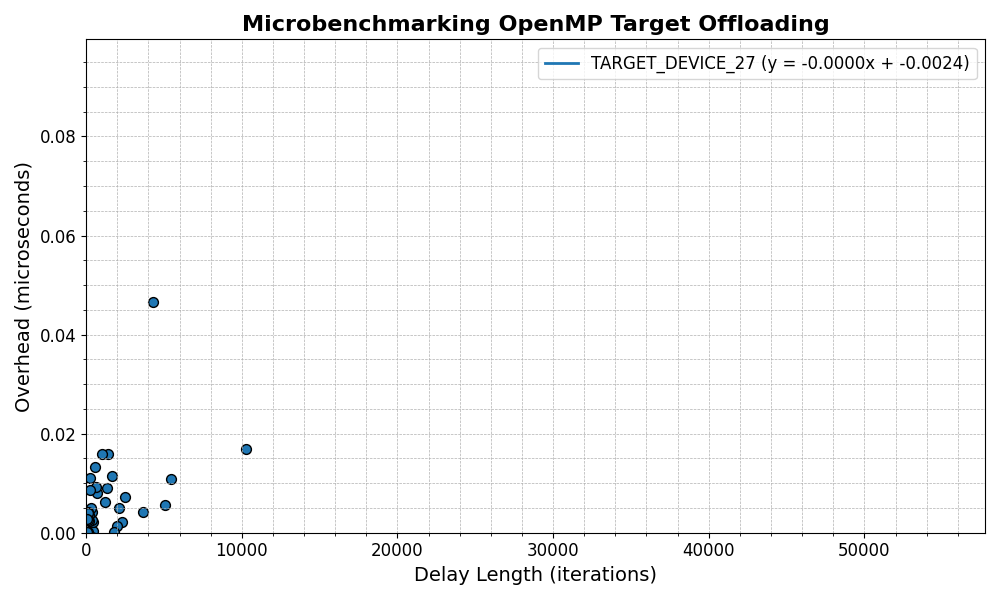 Microbenchmarking OpenMP Target Offloading
TARGET_DEVICE_27 (y = -0.0000x + -0.0024)
Overhead (microseconds)
0.08
0.06
0.04
0.02
0.00
0 10000 20000 30000 40000 50000
Delay Length (iterations)